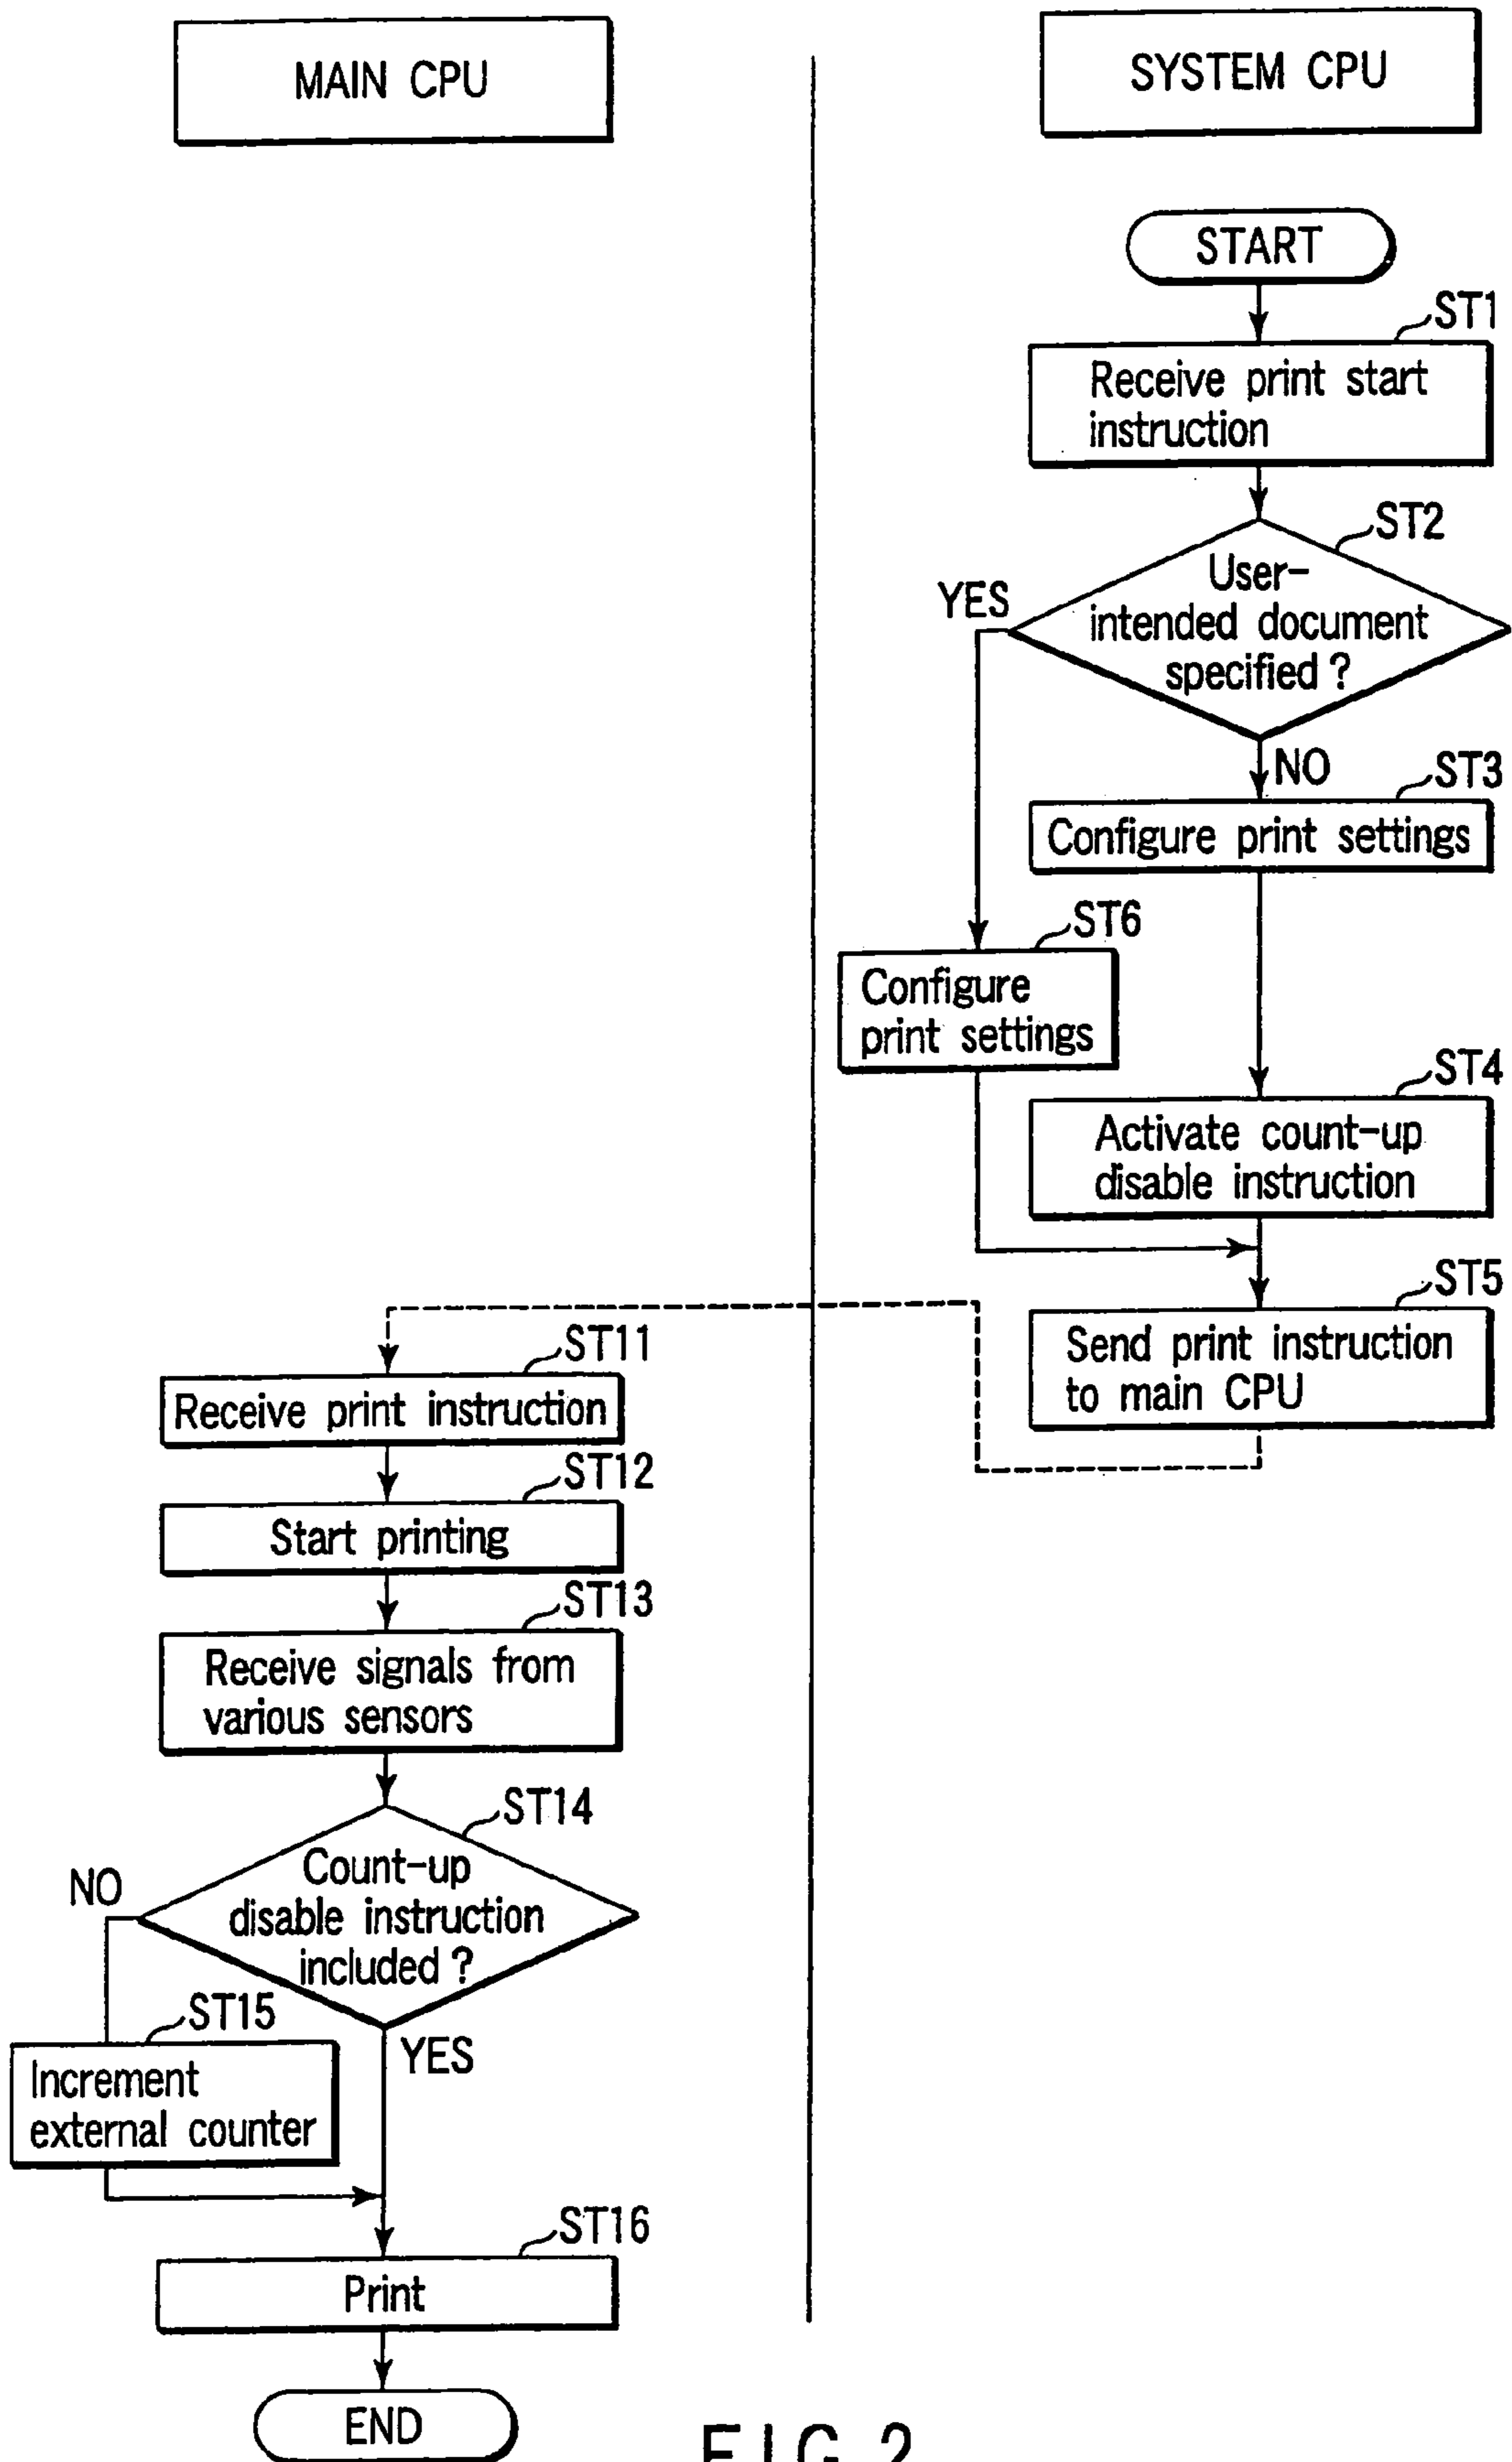 MAIN CPU
SYSTEM CPU
START
ST1
Receive print start
instruction
ST2
User-
intended document
specified ?
YES
NO
ST3
Configure print settings
ST6
Configure
print settings
ST4
Activate count-up
disable instruction
ST5
Send print instruction
to main CPU
ST11
Receive print instruction
ST12
Start printing
ST13
Receive signals from
various sensors
ST14
Count-up
disable instruction
included ?
NO
YES
ST15
Increment
external counter
ST16
Print
END
FIG. 2